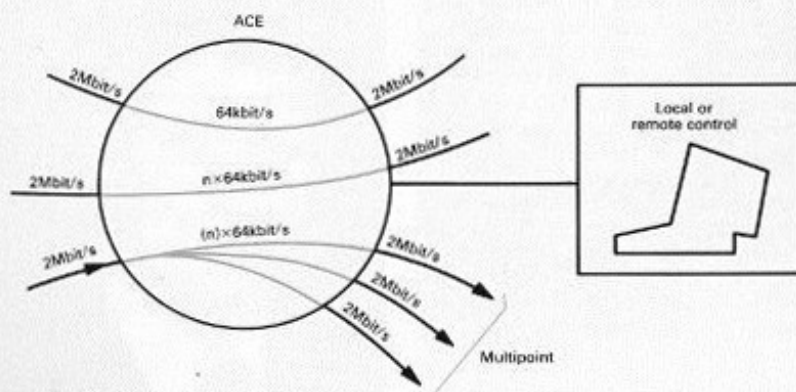 ACE
2Mbit/s
64kbit/s
2Mbit/s
Local or
remote control
2Mbit/s
n×64kbit/s
2Mbit/s
2Mbit/s
(n)×64kbit/s
2Mbit/s
2Mbit/s
2Mbit/s
Multipoint